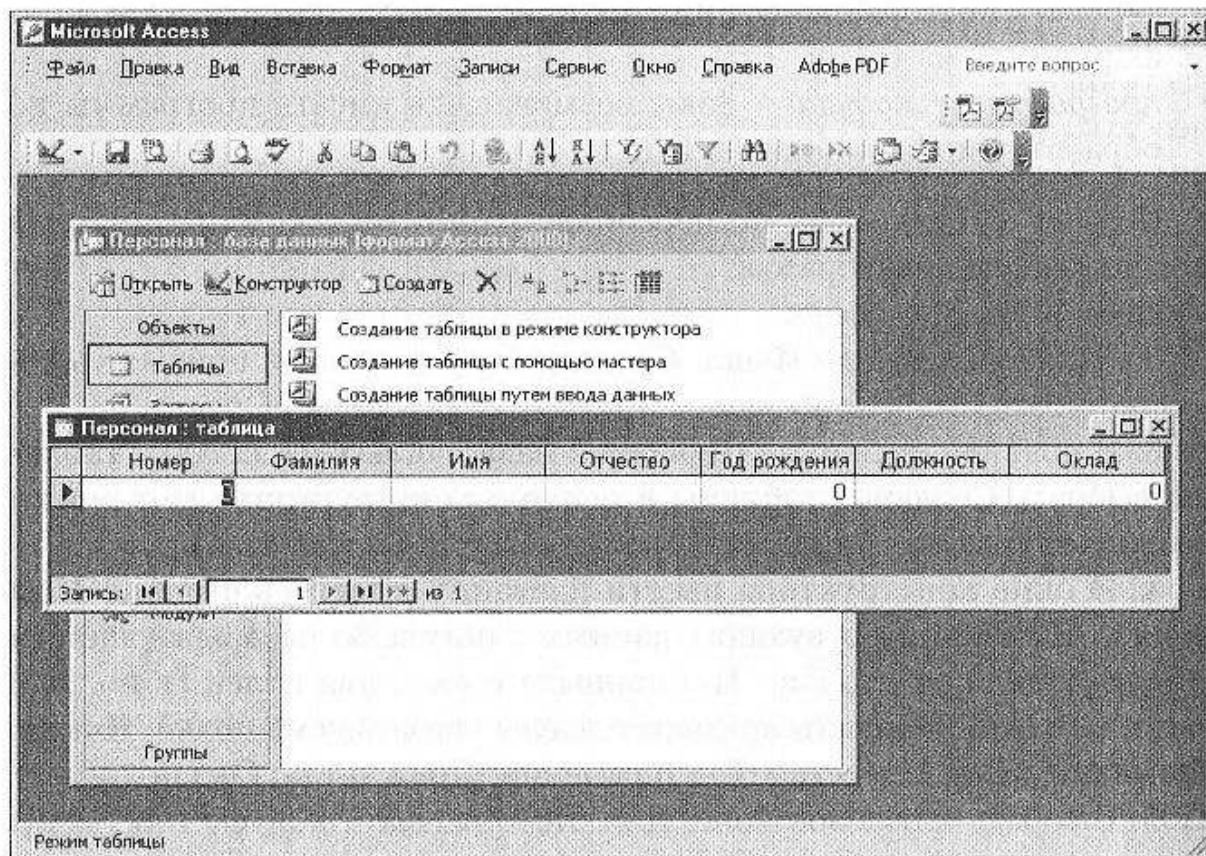 Microsoft Access
Файл Правка Вид Вставка Формат Записи Сервис Окно Справка Adobe PDF Введите вопрос
Персонал : база данных (формат Access 2000)
Открыть Конструктор Создать
Объекты
Таблицы
Создание таблицы в режиме конструктора
Создание таблицы с помощью мастера
Создание таблицы путем ввода данных
Персонал : таблица
Номер Фамилия Имя Отчество Год рождения Должность Оклад
0 0
Запись: 1 из 1
Группы
Режим таблицы